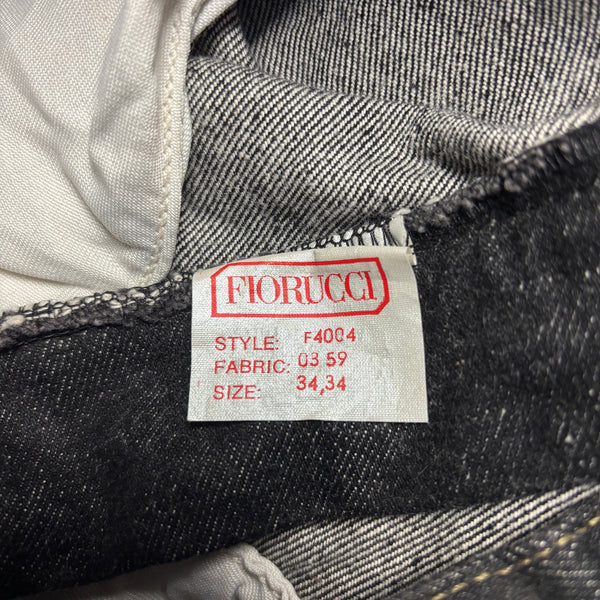 FIORUCCI
STYLE: F4004
FABRIC: 03 59
SIZE: 34,34